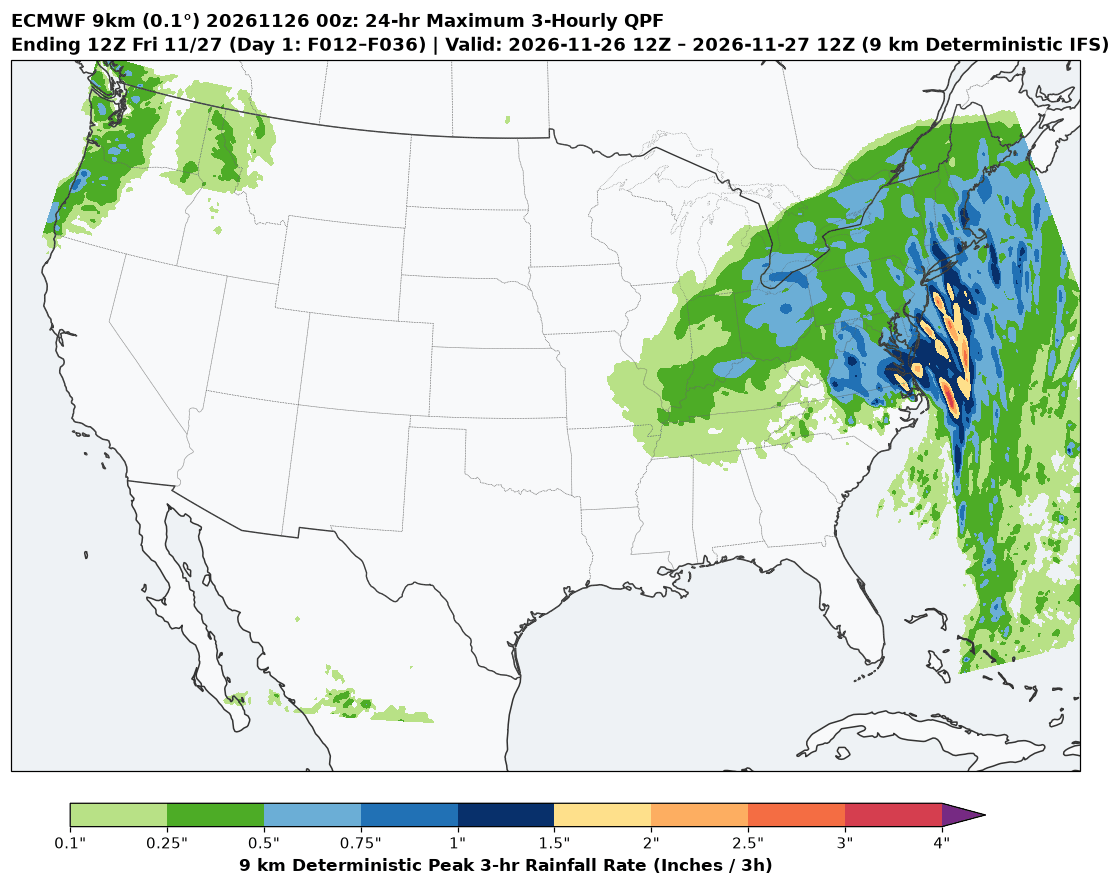 ECMWF 9km (0.1°) 20261126 00z: 24-hr Maximum 3-Hourly QPF
Ending 12Z Fri 11/27 (Day 1: F012–F036) | Valid: 2026-11-26 12Z – 2026-11-27 12Z (9 km Deterministic IFS)
0.1" 0.25" 0.5" 0.75" 1" 1.5" 2" 2.5" 3" 4"
9 km Deterministic Peak 3-hr Rainfall Rate (Inches / 3h)